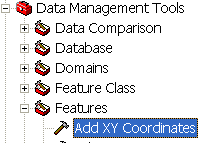 Data Management Tools
Data Comparison
Database
Domains
Feature Class
Features
Add XY Coordinates